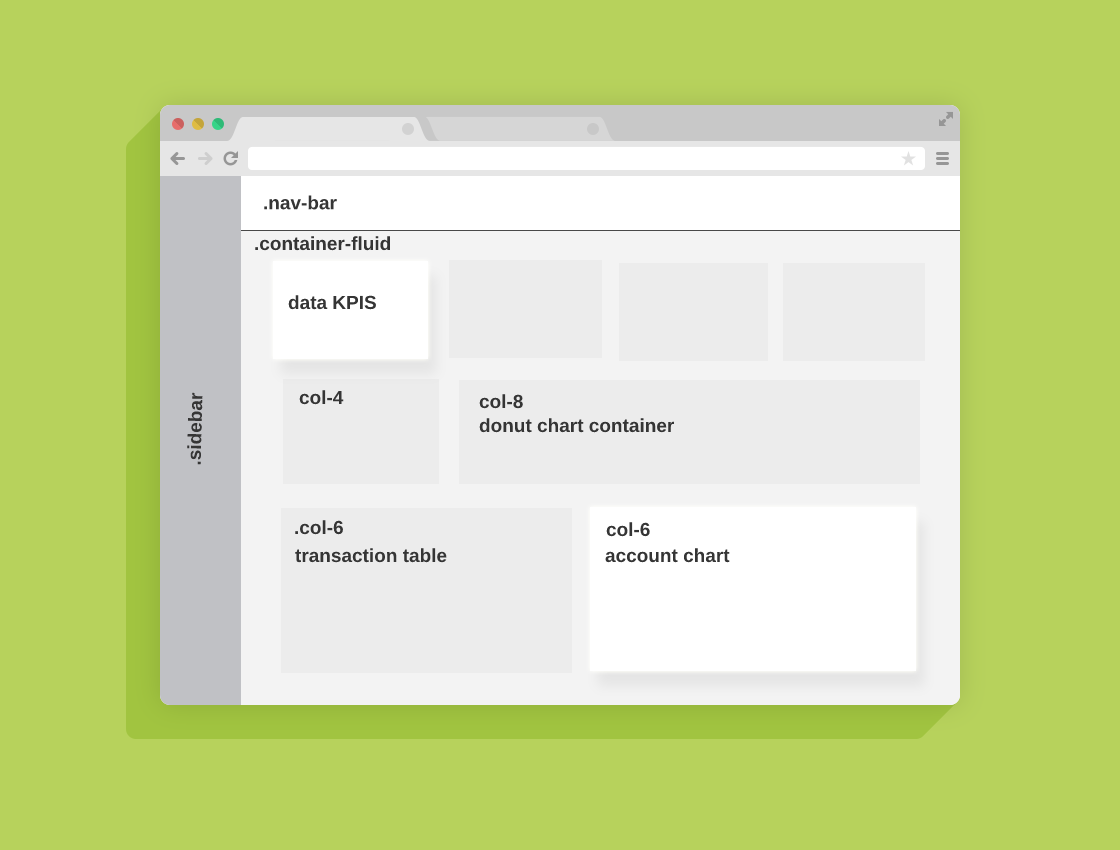 .nav-bar
.container-fluid
.sidebar
data KPIS
col-4
col-8
donut chart container
.col-6
transaction table
col-6
account chart